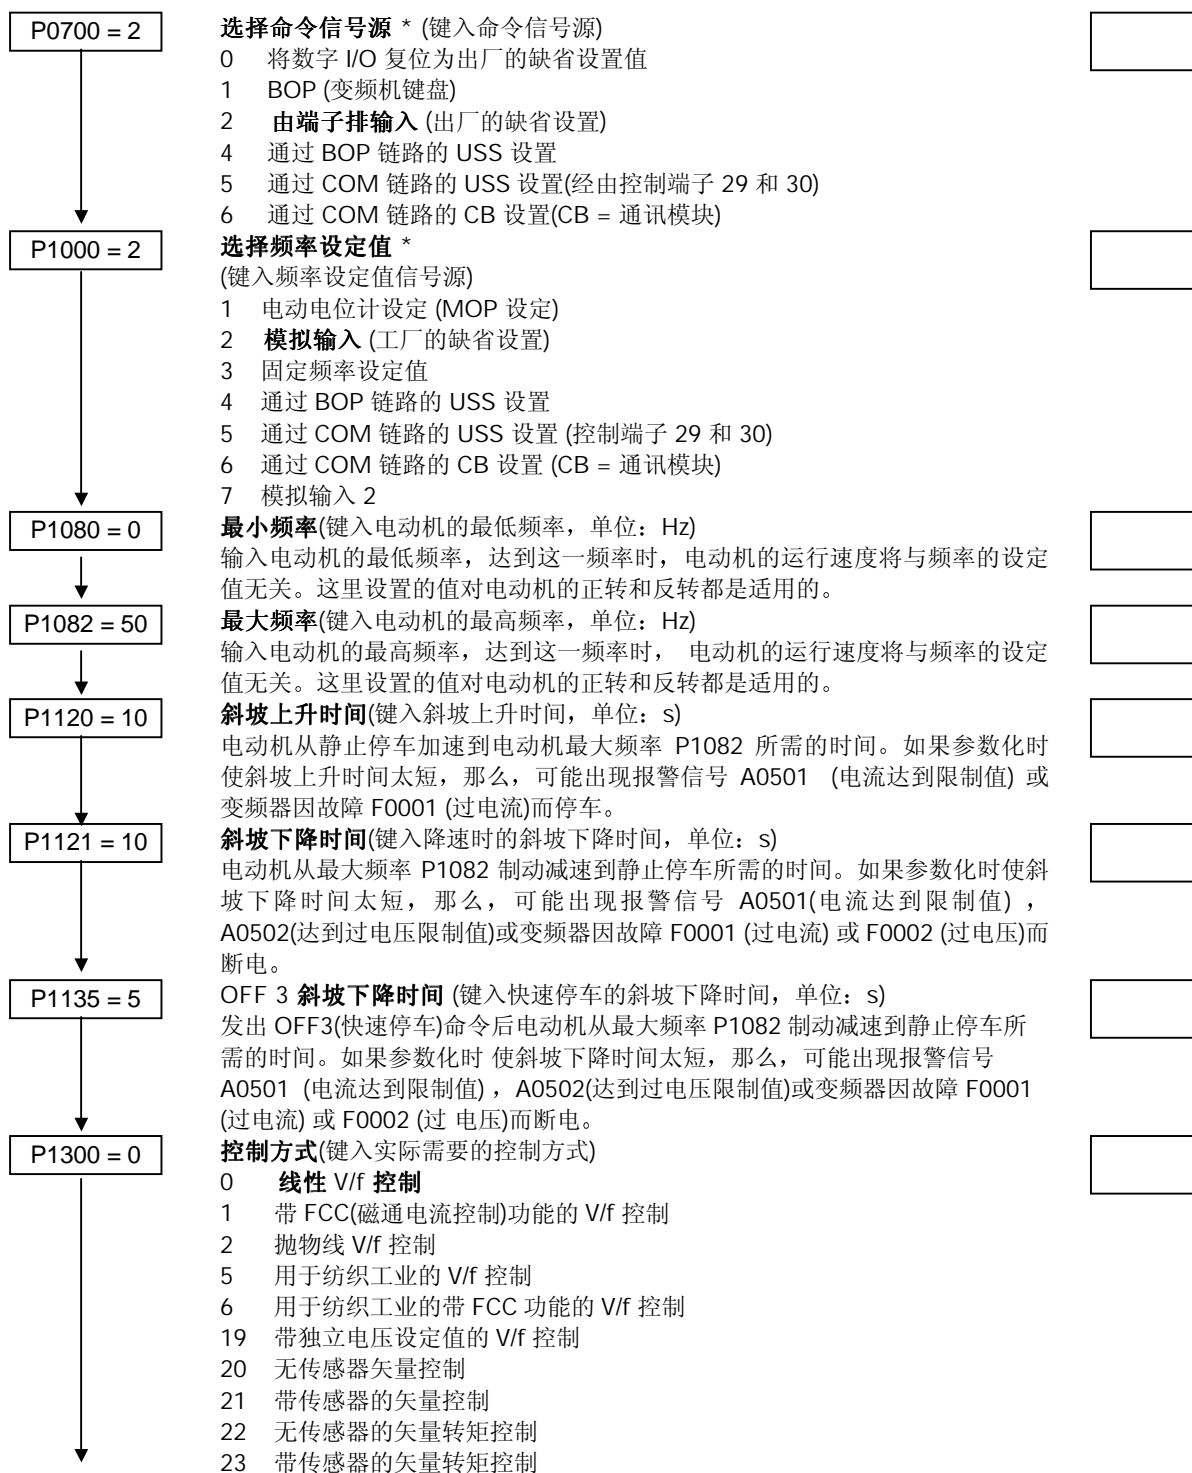 P0700 = 2
选择命令信号源 * (键入命令信号源)
0 将数字 I/O 复位为出厂的缺省设置值
1 BOP (变频机键盘)
2 由端子排输入 (出厂的缺省设置)
4 通过 BOP 链路的 USS 设置
5 通过 COM 链路的 USS 设置(经由控制端子 29 和 30)
6 通过 COM 链路的 CB 设置(CB = 通讯模块)
P1000 = 2
选择频率设定值 *
(键入频率设定值信号源)
1 电动电位计设定 (MOP 设定)
2 模拟输入 (工厂的缺省设置)
3 固定频率设定值
4 通过 BOP 链路的 USS 设置
5 通过 COM 链路的 USS 设置 (控制端子 29 和 30)
6 通过 COM 链路的 CB 设置 (CB = 通讯模块)
7 模拟输入 2
P1080 = 0
最小频率(键入电动机的最低频率，单位：Hz)
输入电动机的最低频率，达到这一频率时，电动机的运行速度将与频率的设定
值无关。这里设置的值对电动机的正转和反转都是适用的。
P1082 = 50
最大频率(键入电动机的最高频率，单位：Hz)
输入电动机的最高频率，达到这一频率时， 电动机的运行速度将与频率的设定
值无关。这里设置的值对电动机的正转和反转都是适用的。
P1120 = 10
斜坡上升时间(键入斜坡上升时间，单位：s)
电动机从静止停车加速到电动机最大频率 P1082 所需的时间。如果参数化时
使斜坡上升时间太短，那么，可能出现报警信号 A0501 (电流达到限制值) 或
变频器因故障 F0001 (过电流)而停车。
P1121 = 10
斜坡下降时间(键入降速时的斜坡下降时间，单位：s)
电动机从最大频率 P1082 制动减速到静止停车所需的时间。如果参数化时使斜
坡下降时间太短，那么，可能出现报警信号 A0501(电流达到限制值) ，
A0502(达到过电压限制值)或变频器因故障 F0001 (过电流) 或 F0002 (过电压)而
断电。
P1135 = 5
OFF 3 斜坡下降时间 (键入快速停车的斜坡下降时间，单位：s)
发出 OFF3(快速停车)命令后电动机从最大频率 P1082 制动减速到静止停车所
需的时间。如果参数化时 使斜坡下降时间太短，那么，可能出现报警信号
A0501 (电流达到限制值) ，A0502(达到过电压限制值)或变频器因故障 F0001
(过电流) 或 F0002 (过 电压)而断电。
P1300 = 0
控制方式(键入实际需要的控制方式)
0 线性 V/f 控制
1 带 FCC(磁通电流控制)功能的 V/f 控制
2 抛物线 V/f 控制
5 用于纺织工业的 V/f 控制
6 用于纺织工业的带 FCC 功能的 V/f 控制
19 带独立电压设定值的 V/f 控制
20 无传感器矢量控制
21 带传感器的矢量控制
22 无传感器的矢量转矩控制
23 带传感器的矢量转矩控制